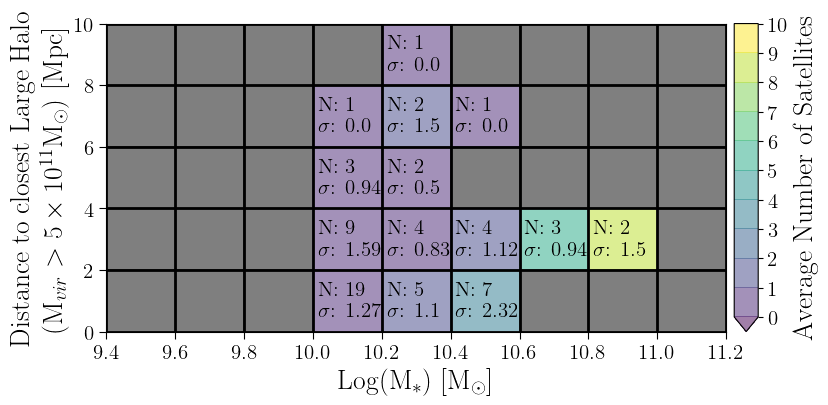 Distance to closest Large Halo
(M_vir > 5 × 10^11 M_⊙) [Mpc]
10
8
6
4
2
0
N: 1
σ: 0.0
N: 1
σ: 0.0
N: 2
σ: 1.5
N: 1
σ: 0.0
N: 3
σ: 0.94
N: 2
σ: 0.5
N: 9
σ: 1.59
N: 4
σ: 0.83
N: 4
σ: 1.12
N: 3
σ: 0.94
N: 2
σ: 1.5
N: 19
σ: 1.27
N: 5
σ: 1.1
N: 7
σ: 2.32
9.4 9.6 9.8 10.0 10.2 10.4 10.6 10.8 11.0 11.2
Log(M_*) [M_⊙]
10
9
8
7
6
5
4
3
2
1
0
Average Number of Satellites